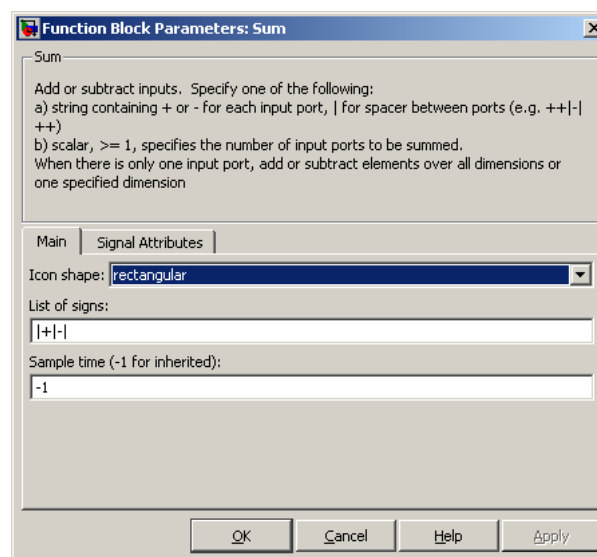 Function Block Parameters: Sum
Sum
Add or subtract inputs.  Specify one of the following:
a) string containing + or - for each input port, | for spacer between ports (e.g. ++|-|
++)
b) scalar, >= 1, specifies the number of input ports to be summed.
When there is only one input port, add or subtract elements over all dimensions or
one specified dimension
Main Signal Attributes
Icon shape: rectangular
List of signs:
|+|-|
Sample time (-1 for inherited):
-1
OK Cancel Help Apply